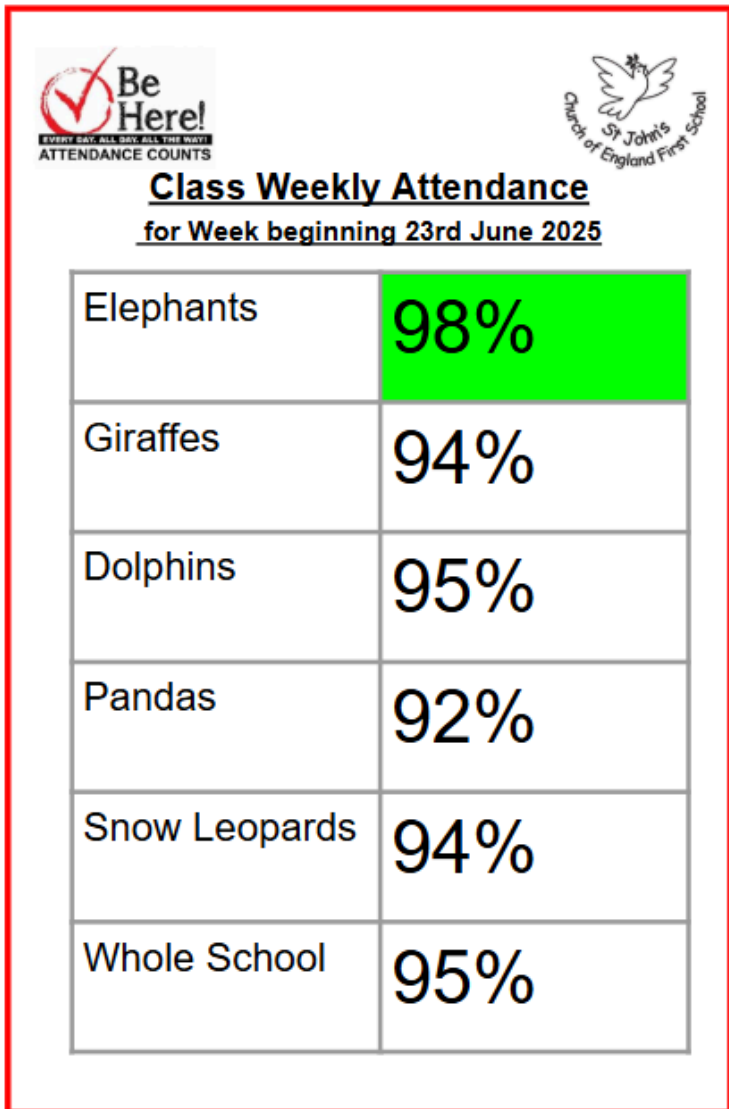 Be
Here!
EVERY DAY. ALL DAY. ALL THE WAY!
ATTENDANCE COUNTS
St John's
Church of England First School
Class Weekly Attendance
for Week beginning 23rd June 2025
Elephants 98%
Giraffes 94%
Dolphins 95%
Pandas 92%
Snow Leopards 94%
Whole School 95%